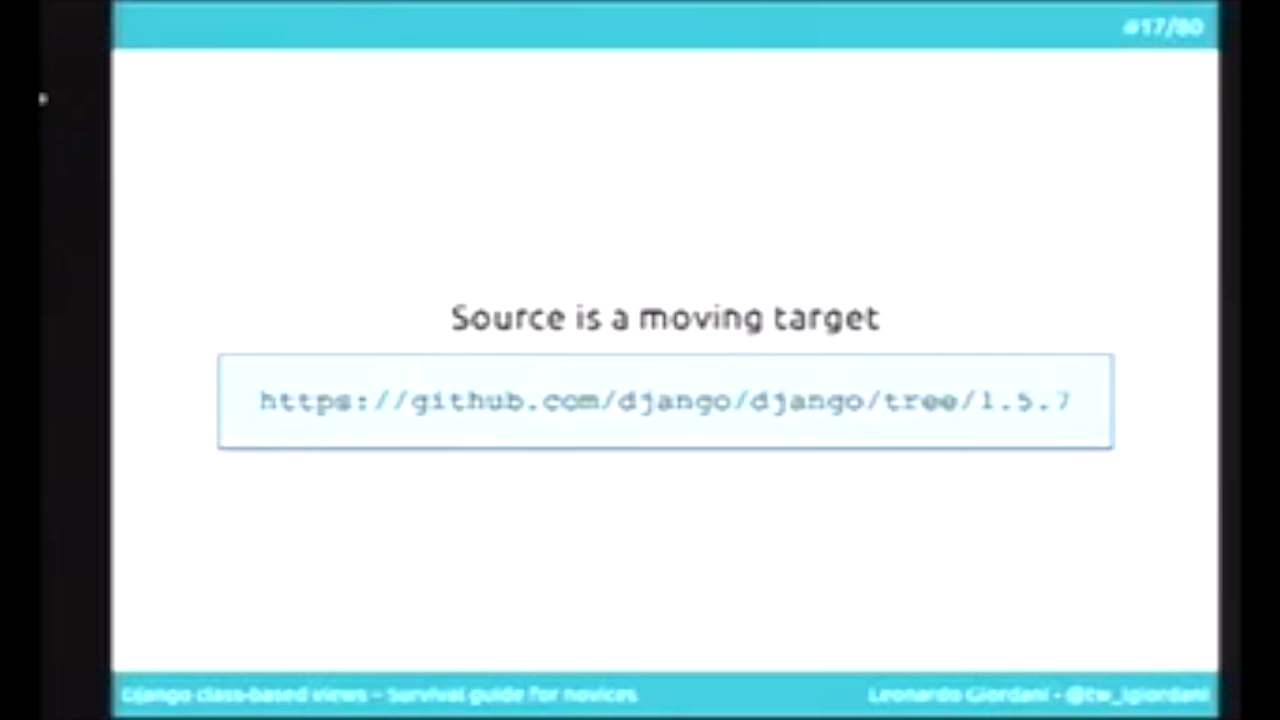 #17/80
Source is a moving target
https://github.com/django/django/tree/1.5.7
Django class-based views – Survival guide for novices
Leonardo Giordani - @tw_lgiordani